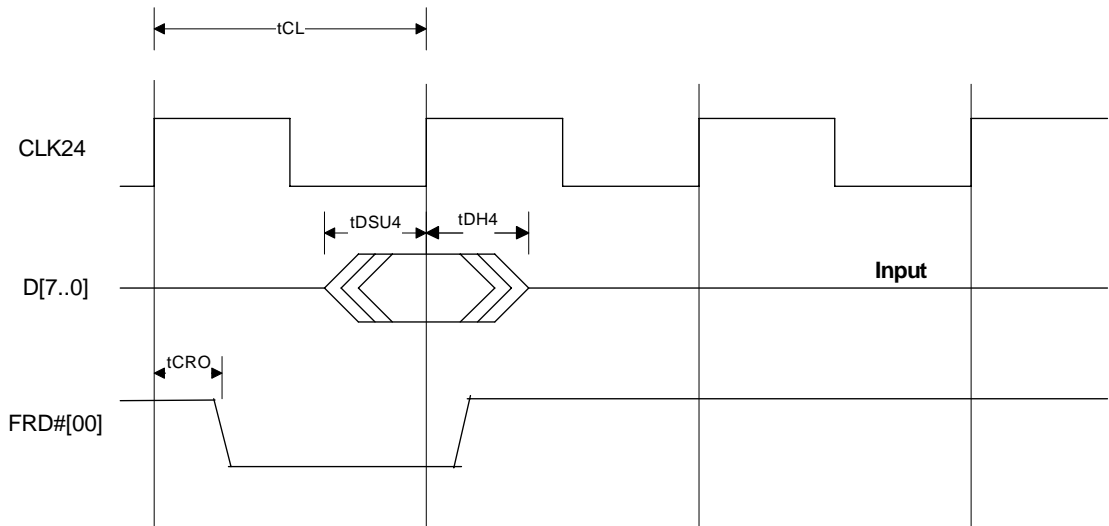 tCL
CLK24
tDSU4 tDH4
D[7..0] Input
tCRO
FRD#[00]